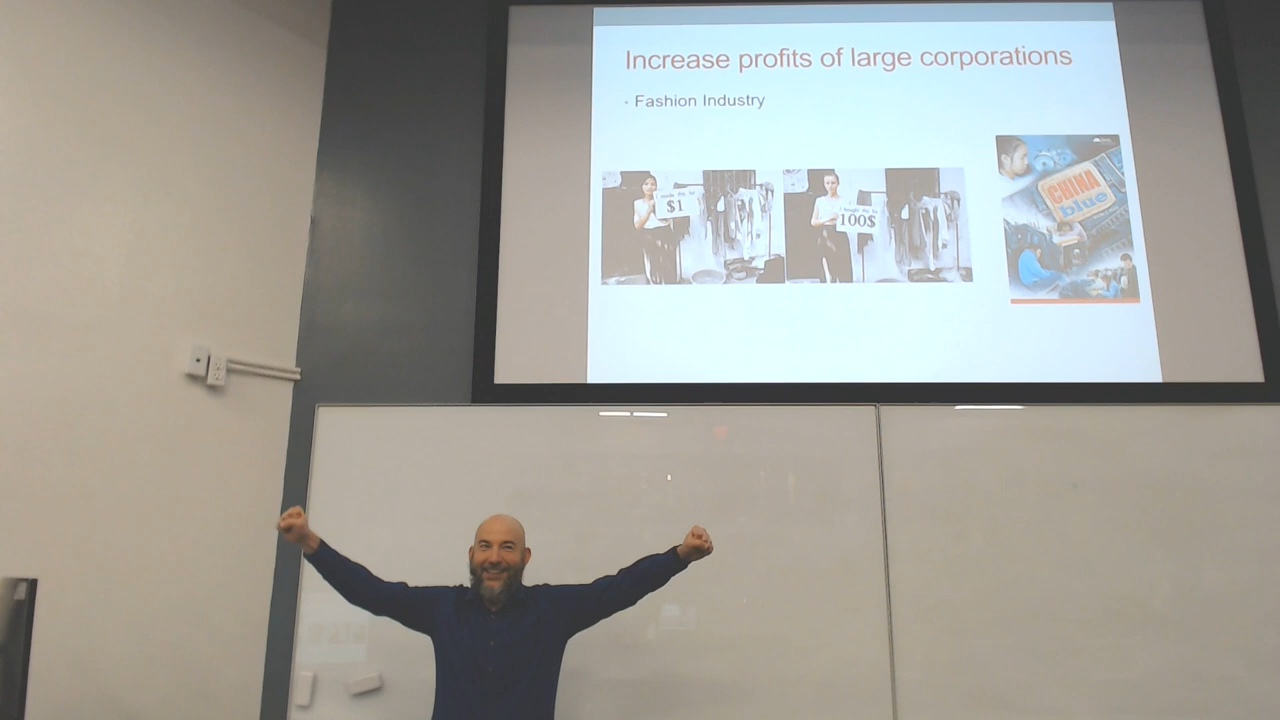 Increase profits of large corporations
• Fashion Industry
$1
100$
CHINA
blue